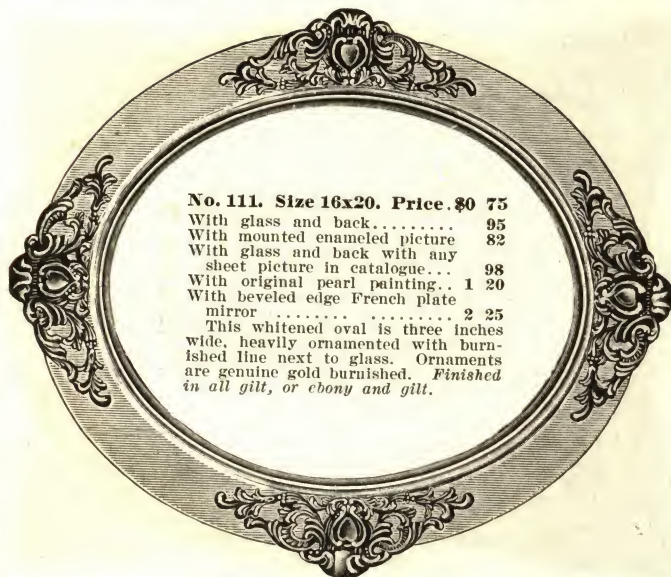 No. 111. Size 16x20. Price. $0 75
With glass and back......... 95
With mounted enameled picture 82
With glass and back with any
sheet picture in catalogue... 98
With original pearl painting.. 1 20
With beveled edge French plate
mirror ........ ......... 2 25
This whitened oval is three inches
wide, heavily ornamented with burn-
ished line next to glass. Ornaments
are genuine gold burnished. Finished
in all gilt, or ebony and gilt.